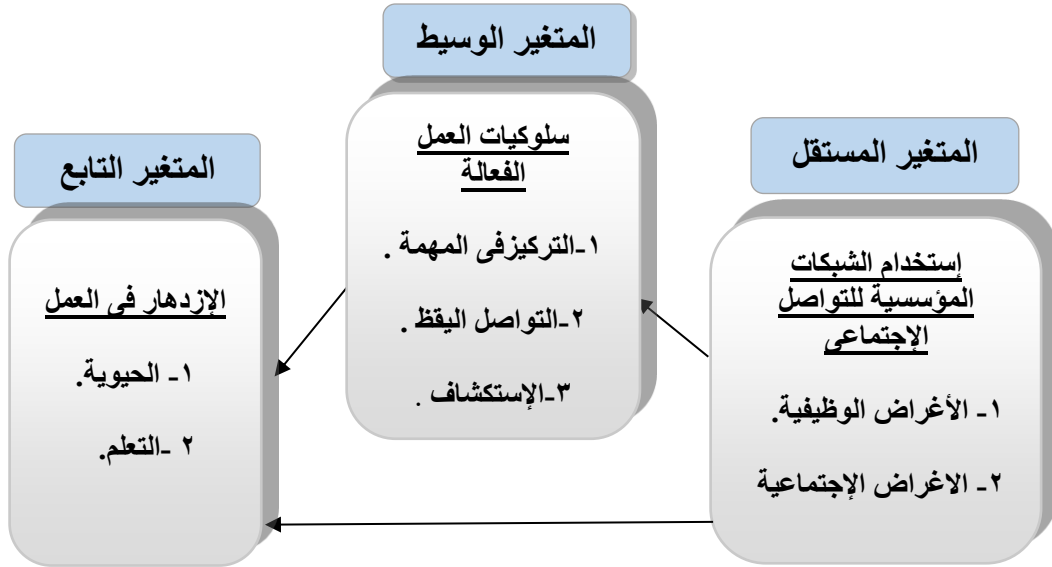 المتغير المستقل
إستخدام الشبكات
المؤسسية للتواصل
الإجتماعى
١- الأغراض الوظيفية.
٢- الاغراض الإجتماعية
المتغير الوسيط
سلوكيات العمل
الفعالة
١-التركيزفى المهمة .
٢-التواصل اليقظ .
٣-الإستكشاف .
المتغير التابع
الإزدهار فى العمل
١- الحيوية.
٢ -التعلم.